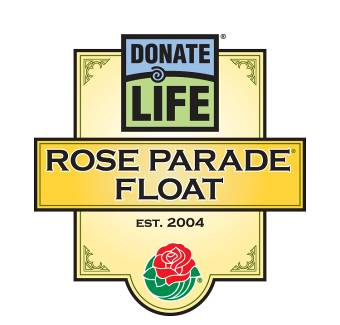 DONATE®
LIFE
ROSE PARADE®
FLOAT
EST. 2004
®